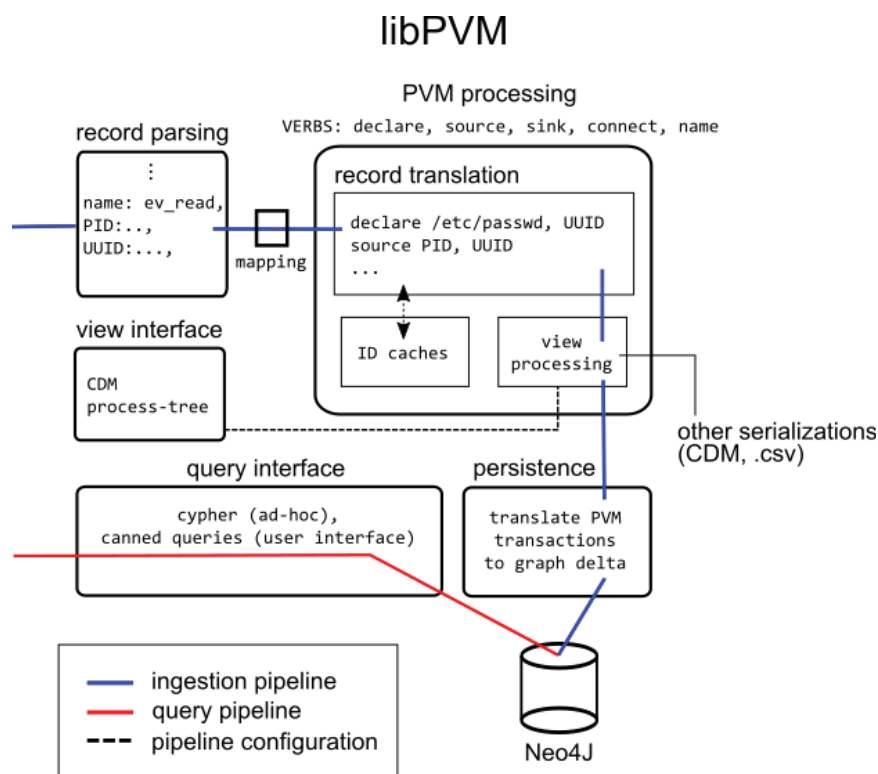 libPVM
PVM processing
VERBS: declare, source, sink, connect, name
record parsing
⋮
name: ev_read,
PID:..,
UUID:...,
mapping
record translation
declare /etc/passwd, UUID
source PID, UUID
...
ID caches
view
processing
view interface
CDM
process-tree
other serializations
(CDM, .csv)
query interface
cypher (ad-hoc),
canned queries (user interface)
persistence
translate PVM
transactions
to graph delta
Neo4J
ingestion pipeline
query pipeline
pipeline configuration